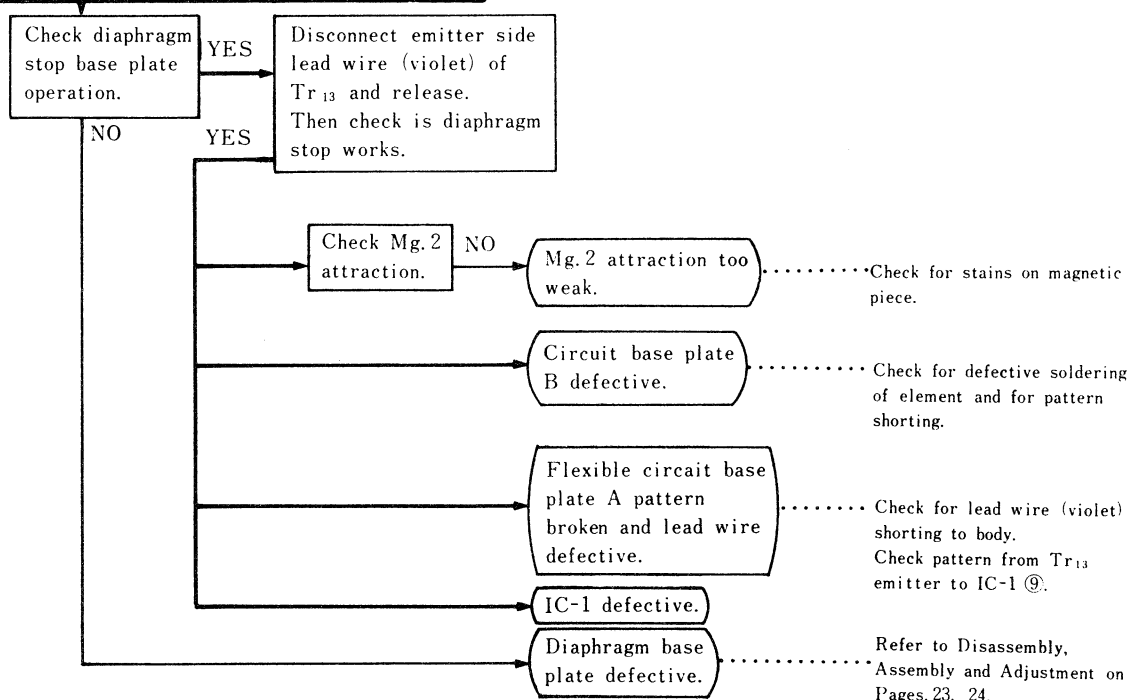 Check diaphragm
stop base plate
operation.
YES
Disconnect emitter side
lead wire (violet) of
Tr₁₃ and release.
Then check is diaphragm
stop works.
NO
YES
Check Mg. 2
attraction.
NO
Mg. 2 attraction too
weak.
Check for stains on magnetic
piece.
Circuit base plate
B defective.
Check for defective soldering
of element and for pattern
shorting.
Flexible circait base
plate A pattern
broken and lead wire
defective.
Check for lead wire (violet)
shorting to body.
Check pattern from Tr₁₃
emitter to IC-1 ⑨.
IC-1 defective.
Diaphragm base
plate defective.
Refer to Disassembly,
Assembly and Adjustment on
Pages. 23, 24.